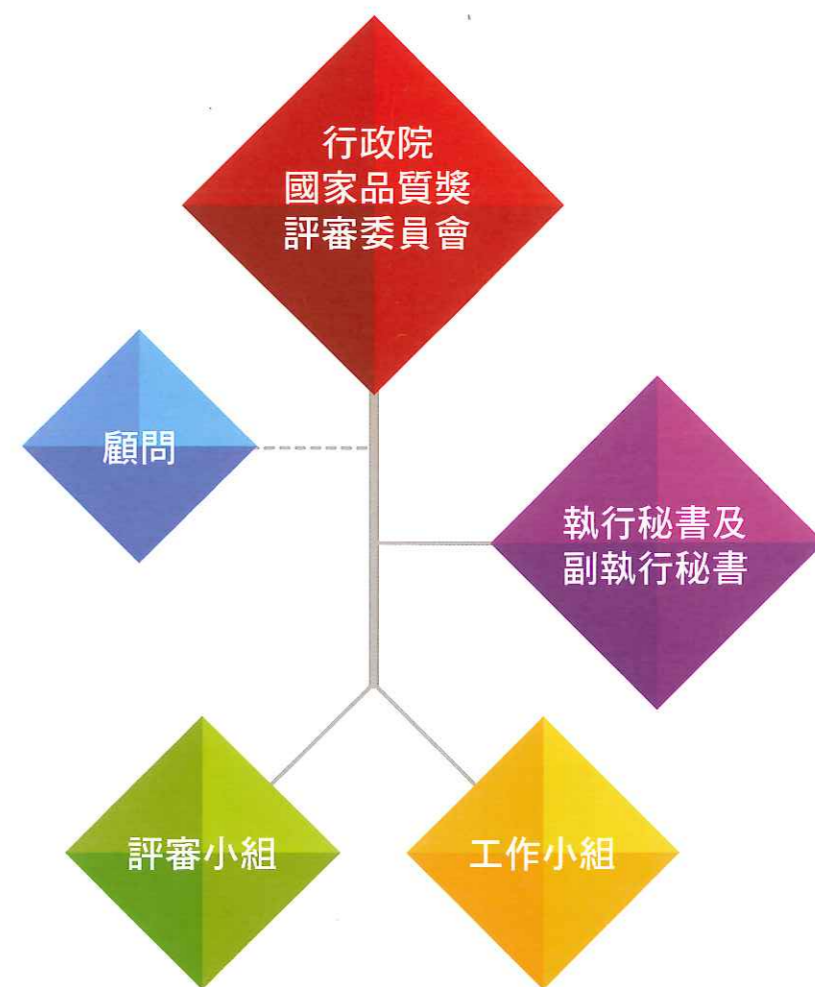 行政院
國家品質獎
評審委員會
顧問
執行秘書及
副執行秘書
評審小組
工作小組